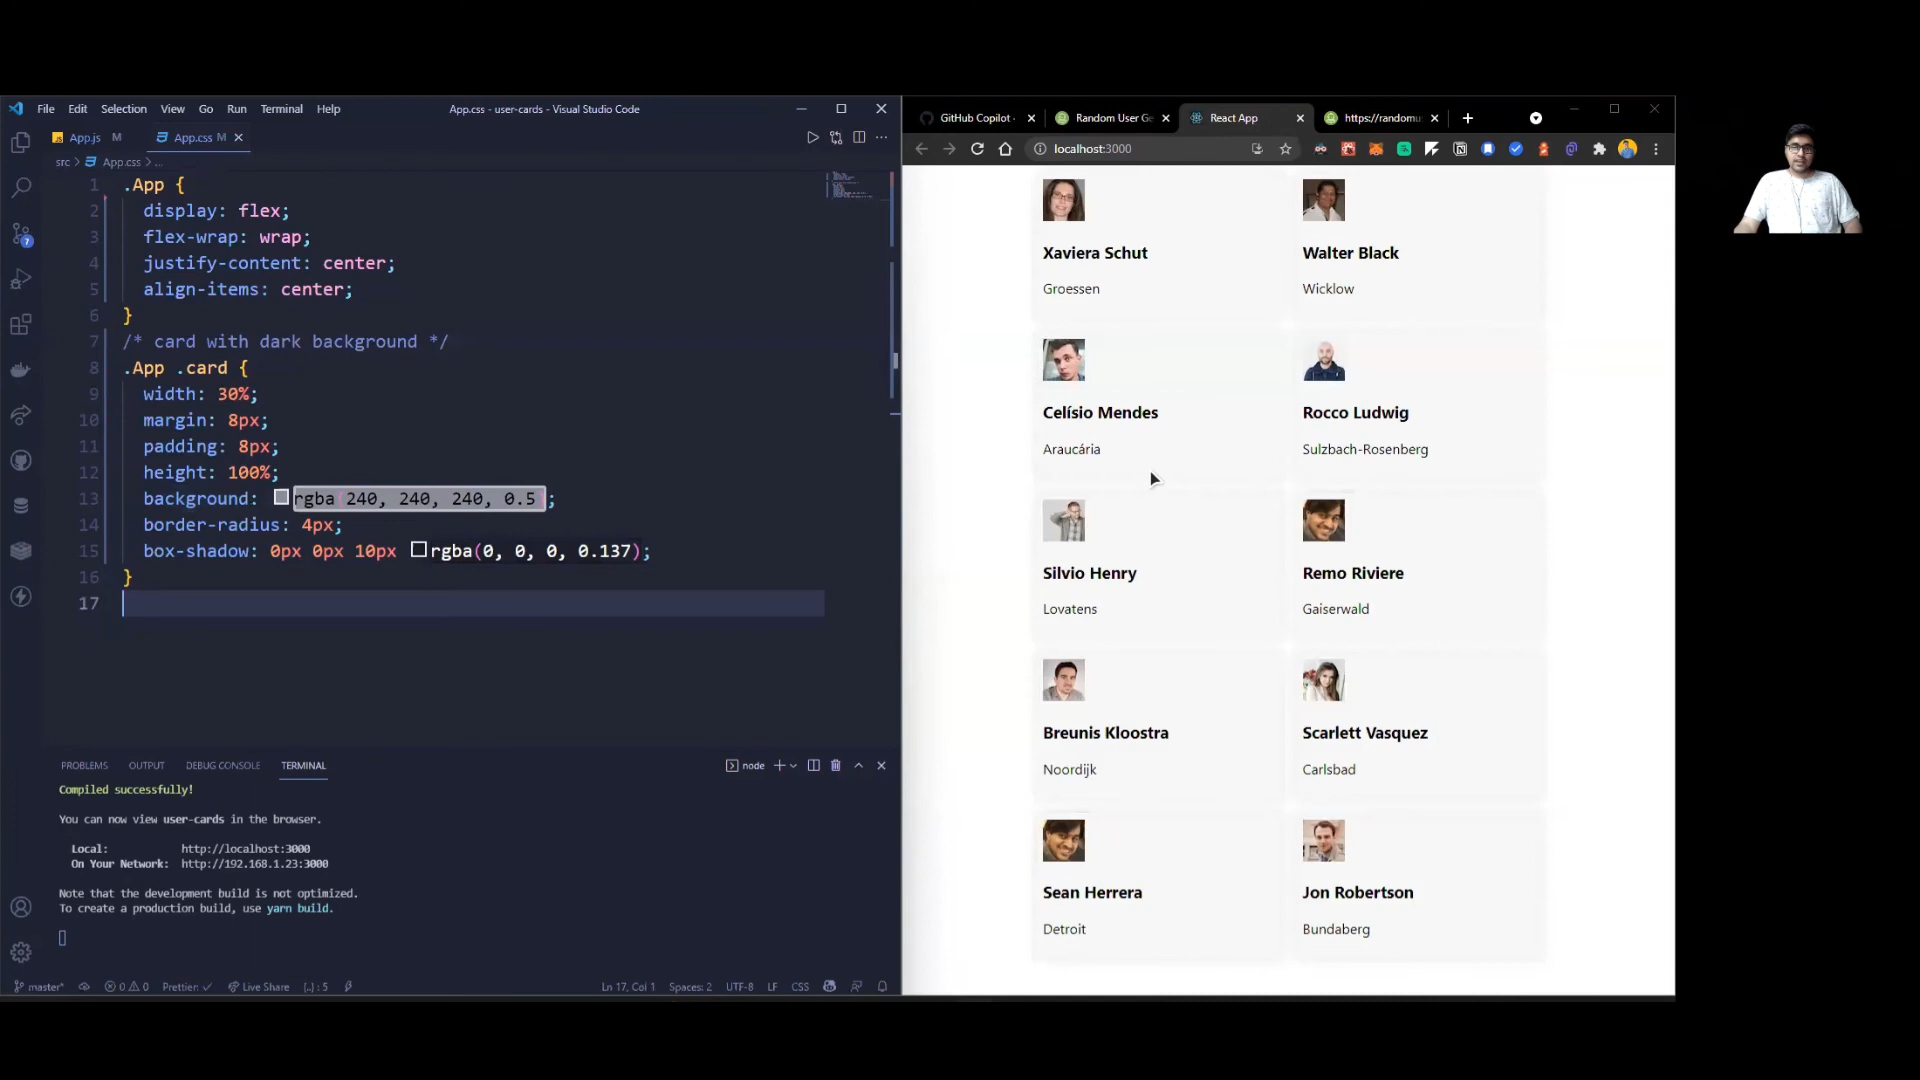 File Edit Selection View Go Run Terminal Help
App.css - user-cards - Visual Studio Code
App.js M
App.css M
src > App.css > ...
1 .App {
2 display: flex;
3 flex-wrap: wrap;
4 justify-content: center;
5 align-items: center;
6 }
7 /* card with dark background */
8 .App .card {
9 width: 30%;
10 margin: 8px;
11 padding: 8px;
12 height: 100%;
13 background: rgba(240, 240, 240, 0.5);
14 border-radius: 4px;
15 box-shadow: 0px 0px 10px rgba(0, 0, 0, 0.137);
16 }
17
PROBLEMS OUTPUT DEBUG CONSOLE TERMINAL
node
Compiled successfully!
You can now view user-cards in the browser.
Local: http://localhost:3000
On Your Network: http://192.168.1.23:3000
Note that the development build is not optimized.
To create a production build, use yarn build.
master* 0 0 Prettier: ✓ Live Share {..} : 5
Ln 17, Col 1 Spaces: 2 UTF-8 LF CSS
GitHub Copilot ·
Random User Ge
React App
https://randomu
localhost:3000
Xaviera Schut
Groessen
Walter Black
Wicklow
Celísio Mendes
Araucária
Rocco Ludwig
Sulzbach-Rosenberg
Silvio Henry
Lovatens
Remo Riviere
Gaiserwald
Breunis Kloostra
Noordijk
Scarlett Vasquez
Carlsbad
Sean Herrera
Detroit
Jon Robertson
Bundaberg